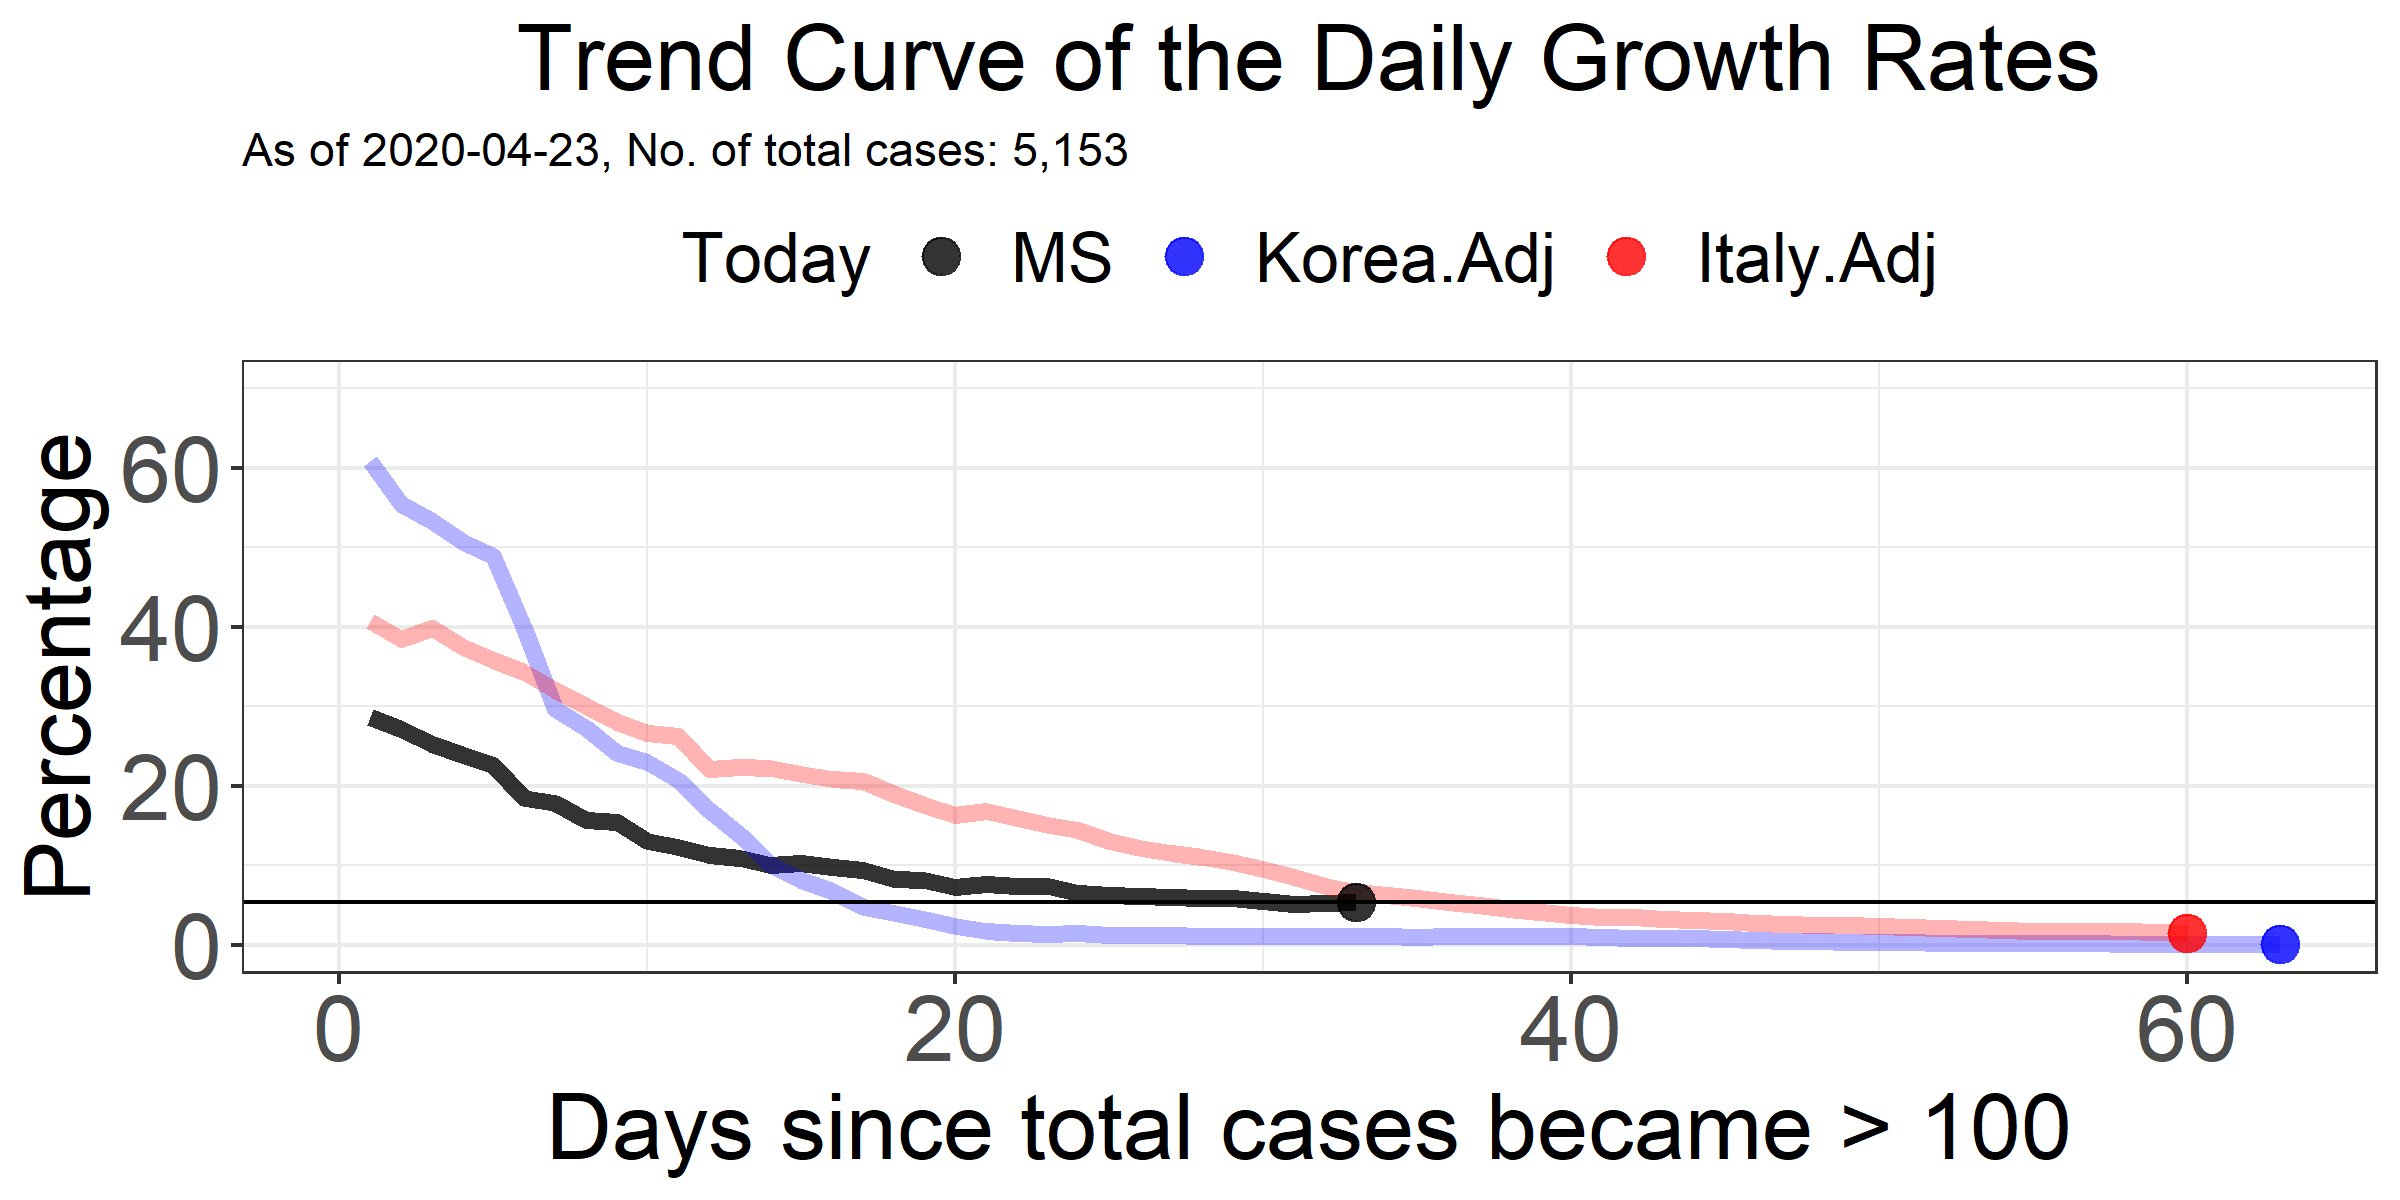 Trend Curve of the Daily Growth Rates
As of 2020-04-23, No. of total cases: 5,153
Today MS Korea.Adj Italy.Adj
Percentage
60
40
20
0
0 20 40 60
Days since total cases became > 100